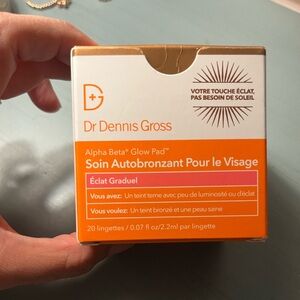 VOTRE TOUCHE ÉCLAT,
PAS BESOIN DE SOLEIL
Dr Dennis Gross
Alpha Beta® Glow Pad™
Soin Autobronzant Pour le Visage
Éclat Graduel
Vous avez: Un teint terne avec peu de luminosité ou d'éclat
Vous voulez: Un teint bronzé et une peau saine
20 lingettes / 0.07 fl oz/2.2ml par lingette